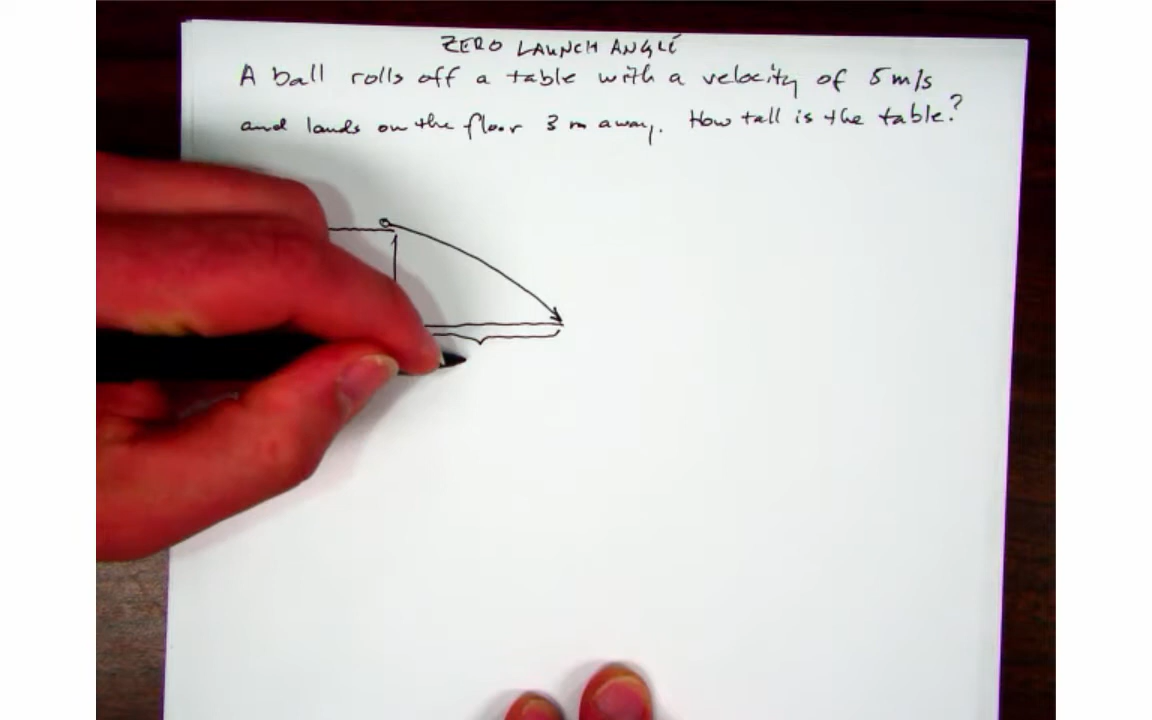 ZERO LAUNCH ANGLE
A ball rolls off a table with a velocity of 5 m/s
and lands on the floor 3 m away. How tall is the table?